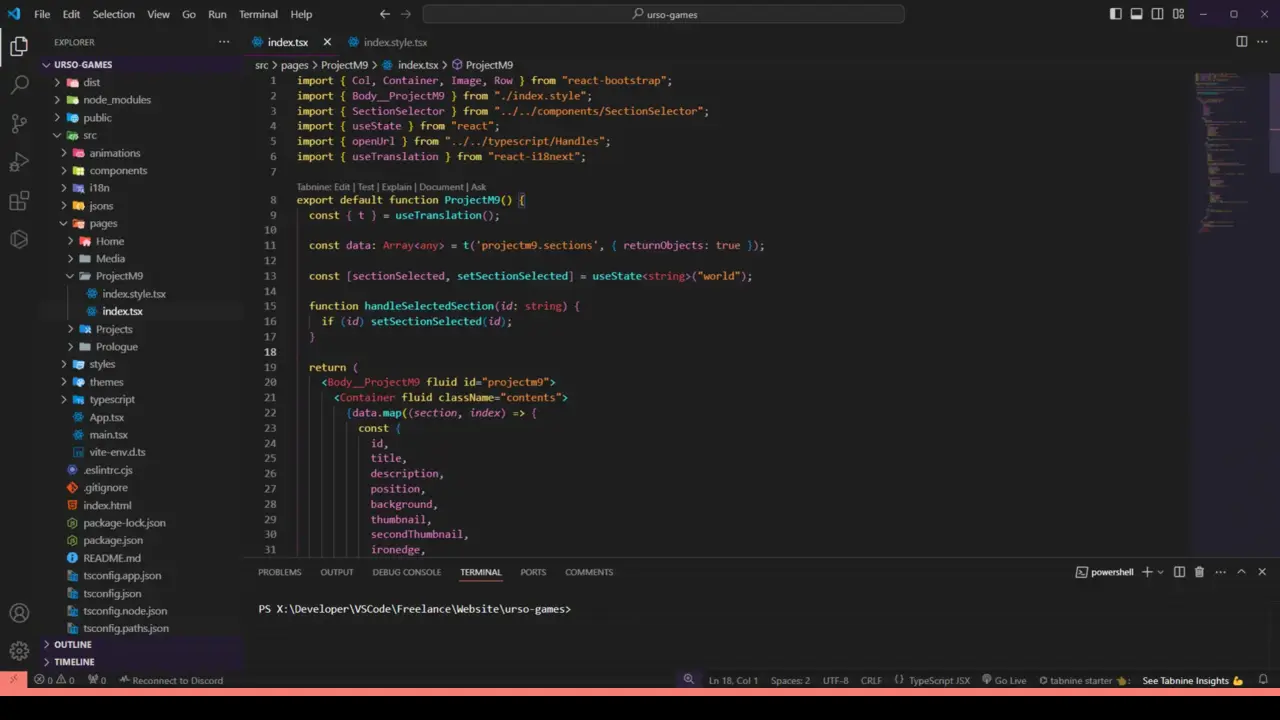 File Edit Selection View Go Run Terminal Help
urso-games
EXPLORER
URSO-GAMES
dist
node_modules
public
src
animations
components
i18n
jsons
pages
Home
Media
ProjectM9
index.style.tsx
index.tsx
Projects
Prologue
styles
themes
typescript
App.tsx
main.tsx
vite-env.d.ts
.eslintrc.cjs
.gitignore
index.html
package-lock.json
package.json
README.md
tsconfig.app.json
tsconfig.json
tsconfig.node.json
tsconfig.paths.json
OUTLINE
TIMELINE
index.tsx index.style.tsx
src > pages > ProjectM9 > index.tsx > ProjectM9
1 import { Col, Container, Image, Row } from "react-bootstrap";
2 import { Body__ProjectM9 } from "./index.style";
3 import { SectionSelector } from "../../components/SectionSelector";
4 import { useState } from "react";
5 import { openUrl } from "../../typescript/Handles";
6 import { useTranslation } from "react-i18next";
7
Tabnine: Edit | Test | Explain | Document | Ask
8 export default function ProjectM9() {
9 const { t } = useTranslation();
10
11 const data: Array<any> = t('projectm9.sections', { returnObjects: true });
12
13 const [sectionSelected, setSectionSelected] = useState<string>("world");
14
15 function handleSelectedSection(id: string) {
16 if (id) setSectionSelected(id);
17 }
18
19 return (
20 <Body__ProjectM9 fluid id="projectm9">
21 <Container fluid className="contents">
22 {data.map((section, index) => {
23 const {
24 id,
25 title,
26 description,
27 position,
28 background,
29 thumbnail,
30 secondThumbnail,
31 ironedge,
PROBLEMS OUTPUT DEBUG CONSOLE TERMINAL PORTS COMMENTS
powershell
PS X:\Developer\VSCode\Freelance\Website\urso-games>
0 0 0 Reconnect to Discord
Ln 18, Col 1 Spaces: 2 UTF-8 CRLF {} TypeScript JSX Go Live tabnine starter See Tabnine Insights